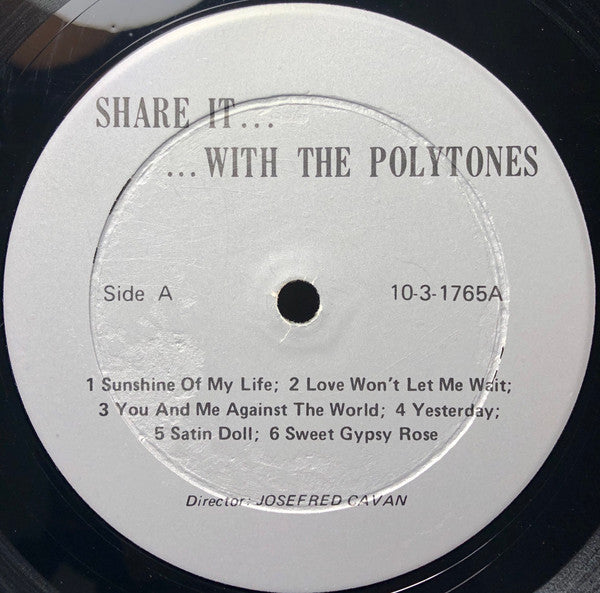 SHARE IT...
...WITH THE POLYTONES
Side A
10-3-1765A
1 Sunshine Of My Life; 2 Love Won't Let Me Wait;
3 You And Me Against The World; 4 Yesterday;
5 Satin Doll; 6 Sweet Gypsy Rose
Director: JOSEFRED CAVAN